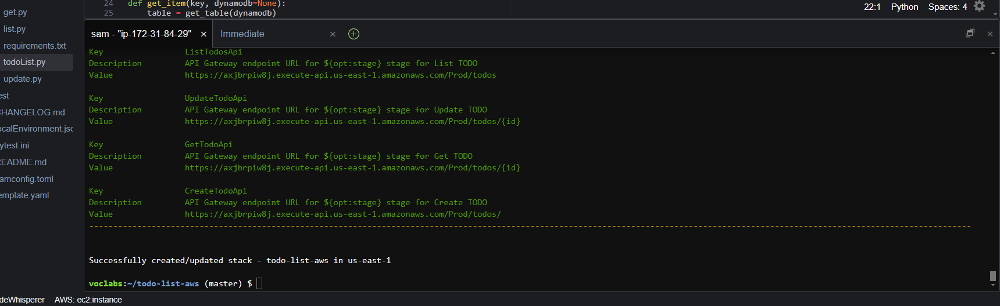 get.py
list.py
requirements.txt
todoList.py
update.py
est
CHANGELOG.md
ocalEnvironment.jsc
ytest.ini
README.md
amconfig.toml
emplate.yaml
24 def get_item(key, dynamodb=None):
25 table = get_table(dynamodb)
22:1 Python Spaces: 4
sam - "ip-172-31-84-29" × Immediate ×
Key ListTodosApi
Description API Gateway endpoint URL for ${opt:stage} stage for List TODO
Value https://axjbrpiw8j.execute-api.us-east-1.amazonaws.com/Prod/todos
Key UpdateTodoApi
Description API Gateway endpoint URL for ${opt:stage} stage for Update TODO
Value https://axjbrpiw8j.execute-api.us-east-1.amazonaws.com/Prod/todos/{id}
Key GetTodoApi
Description API Gateway endpoint URL for ${opt:stage} stage for Get TODO
Value https://axjbrpiw8j.execute-api.us-east-1.amazonaws.com/Prod/todos/{id}
Key CreateTodoApi
Description API Gateway endpoint URL for ${opt:stage} stage for Create TODO
Value https://axjbrpiw8j.execute-api.us-east-1.amazonaws.com/Prod/todos/
Successfully created/updated stack - todo-list-aws in us-east-1
voclabs:~/todo-list-aws (master) $
deWhisperer AWS: ec2:instance